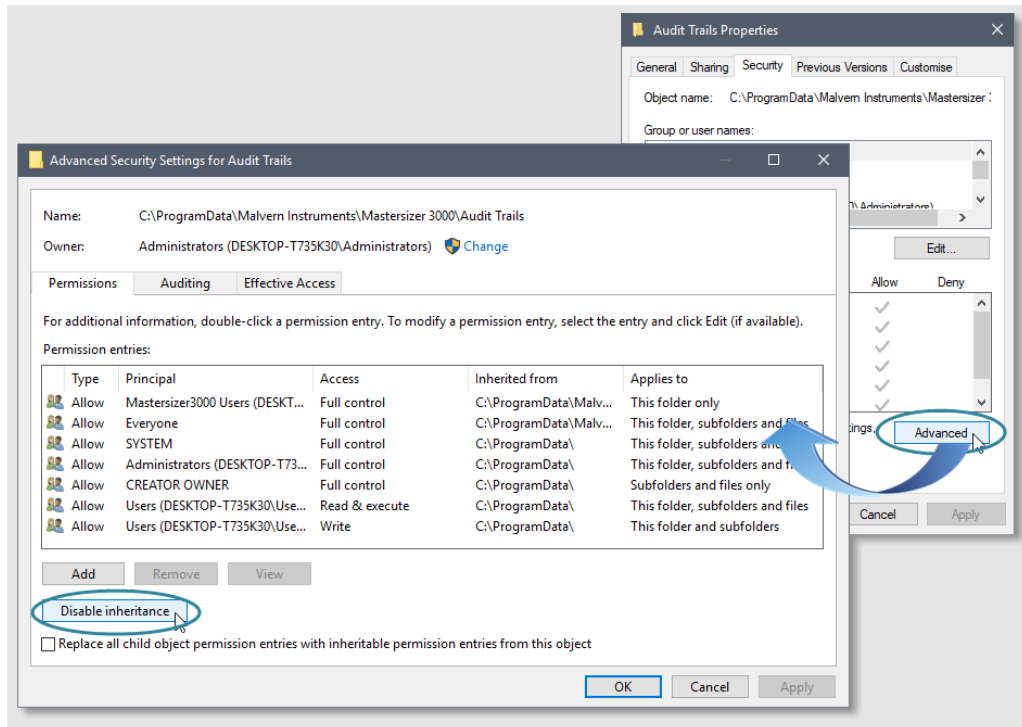 Audit Trails Properties
General Sharing Security Previous Versions Customise
Object name: C:\ProgramData\Malvern Instruments\Mastersizer
Group or user names:
Edit...
Allow Deny
Advanced
Cancel Apply
Advanced Security Settings for Audit Trails
Name: C:\ProgramData\Malvern Instruments\Mastersizer 3000\Audit Trails
Owner: Administrators (DESKTOP-T735K30\Administrators) Change
Permissions Auditing Effective Access
For additional information, double-click a permission entry. To modify a permission entry, select the entry and click Edit (if available).
Permission entries:
Type Principal Access Inherited from Applies to
Allow Mastersizer3000 Users (DESKT... Full control C:\ProgramData\Malv... This folder only
Allow Everyone Full control C:\ProgramData\Malv... This folder, subfolders and files
Allow SYSTEM Full control C:\ProgramData\ This folder, subfolders and
Allow Administrators (DESKTOP-T73... Full control C:\ProgramData\ This folder, subfolders and
Allow CREATOR OWNER Full control C:\ProgramData\ Subfolders and files only
Allow Users (DESKTOP-T735K30\Use... Read & execute C:\ProgramData\ This folder, subfolders and files
Allow Users (DESKTOP-T735K30\Use... Write C:\ProgramData\ This folder and subfolders
Add Remove View
Disable inheritance
Replace all child object permission entries with inheritable permission entries from this object
OK Cancel Apply